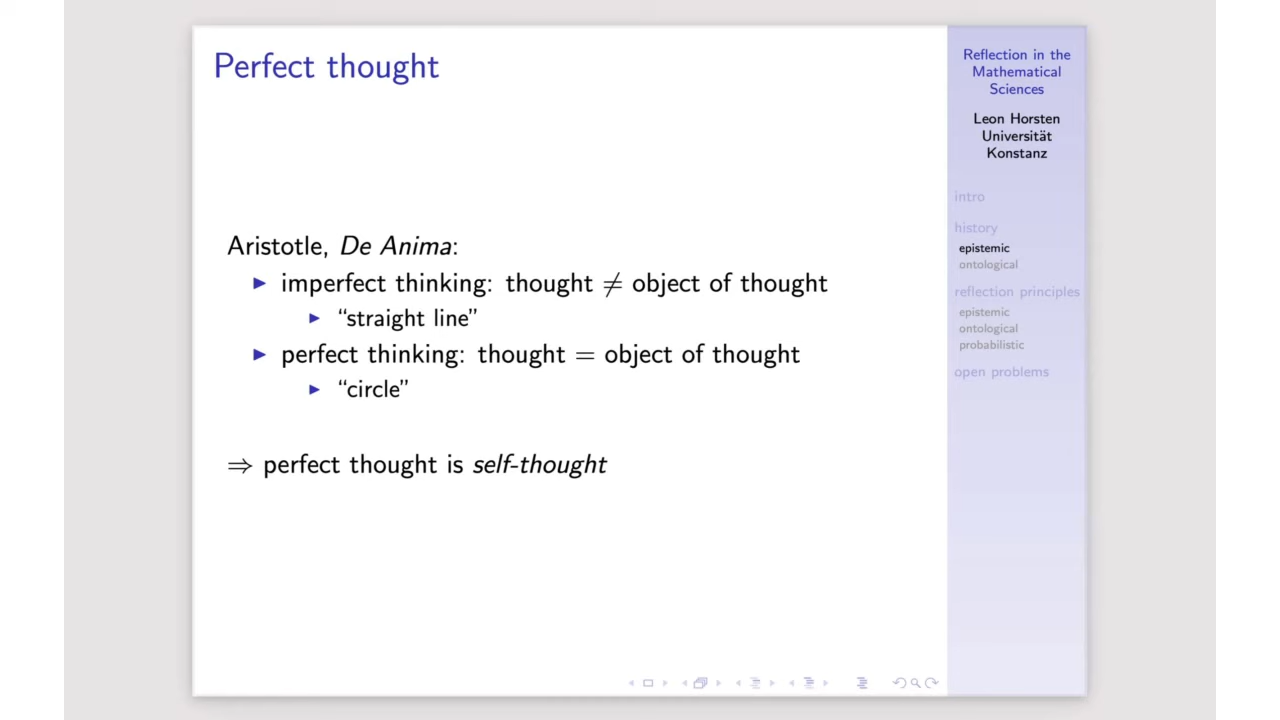 Perfect thought
Aristotle, De Anima:
▶ imperfect thinking: thought ≠ object of thought
▶ “straight line”
▶ perfect thinking: thought = object of thought
▶ “circle”
⇒ perfect thought is self-thought
Reflection in the
Mathematical
Sciences
Leon Horsten
Universität
Konstanz
intro
history
epistemic
ontological
reflection principles
epistemic
ontological
probabilistic
open problems